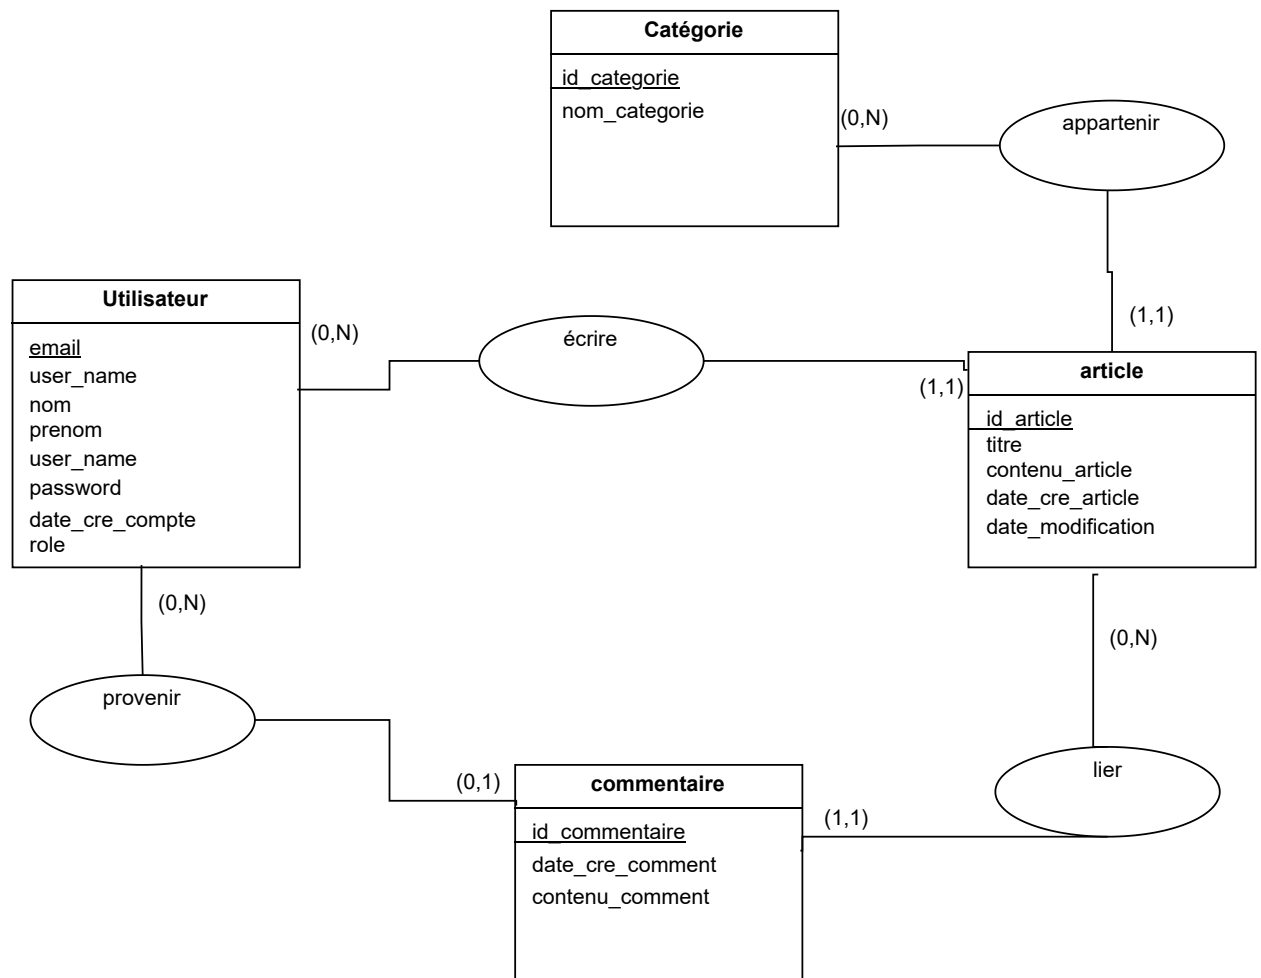 Catégorie
id_categorie
nom_categorie
(0,N)
appartenir
(1,1)
Utilisateur
email
user_name
nom
prenom
user_name
password
date_cre_compte
role
(0,N)
écrire
(1,1)
article
id_article
titre
contenu_article
date_cre_article
date_modification
(0,N)
provenir
(0,N)
lier
(0,1)
commentaire
id_commentaire
date_cre_comment
contenu_comment
(1,1)